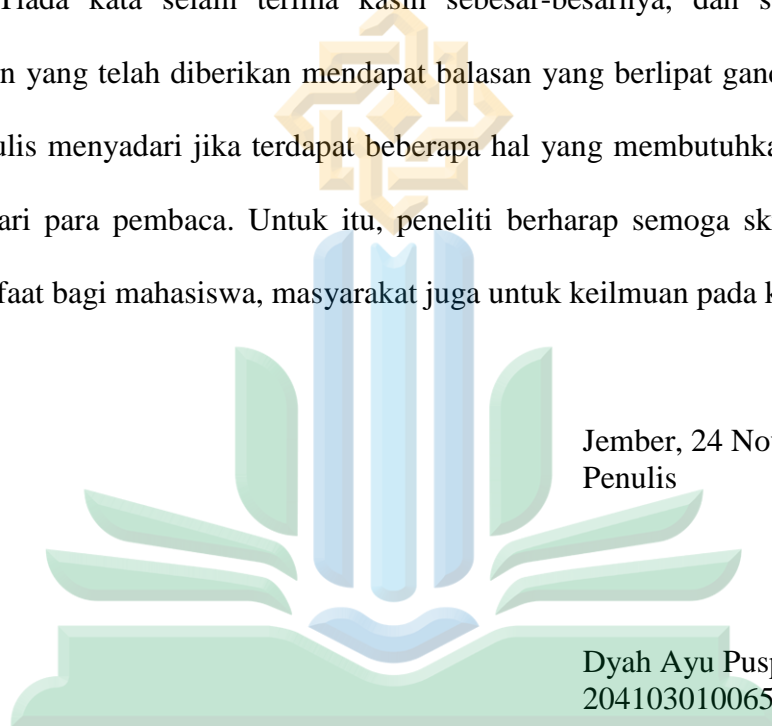 Tiada kata selain terima kasih sebesar-besarnya, dan s
n yang telah diberikan mendapat balasan yang berlipat gand
ulis menyadari jika terdapat beberapa hal yang membutuhka
ari para pembaca. Untuk itu, peneliti berharap semoga sk
faat bagi mahasiswa, masyarakat juga untuk keilmuan pada k
Jember, 24 No
Penulis
Dyah Ayu Pusp
204103010065